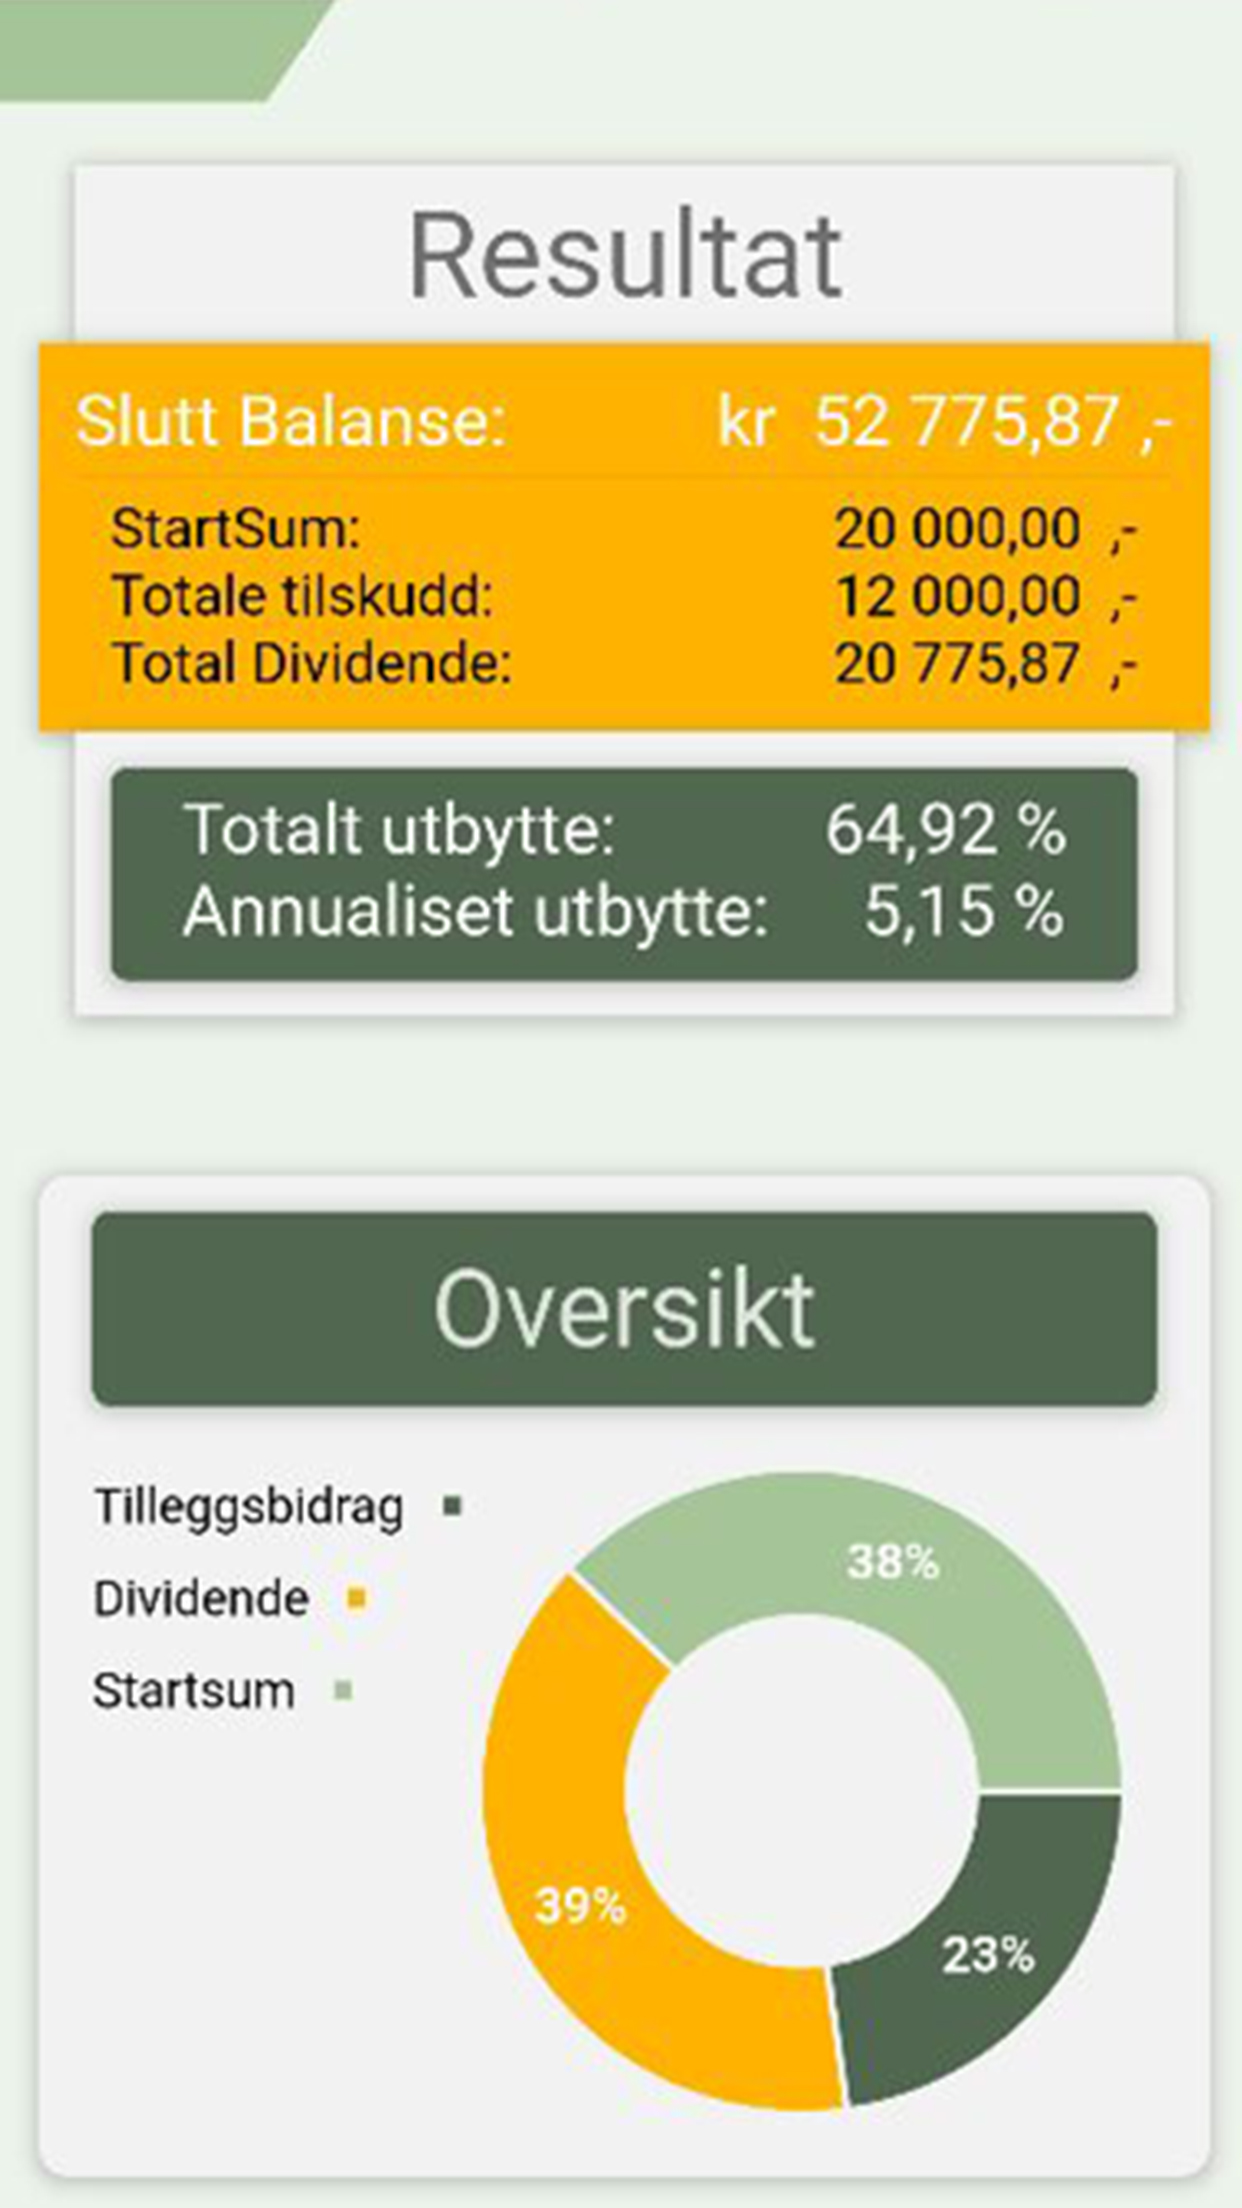 Resultat
Slutt Balanse: kr 52 775,87 ,-
StartSum: 20 000,00 ,-
Totale tilskudd: 12 000,00 ,-
Total Dividende: 20 775,87 ,-
Totalt utbytte: 64,92 %
Annualiset utbytte: 5,15 %
Oversikt
Tilleggsbidrag
Dividende
Startsum
38%
39%
23%